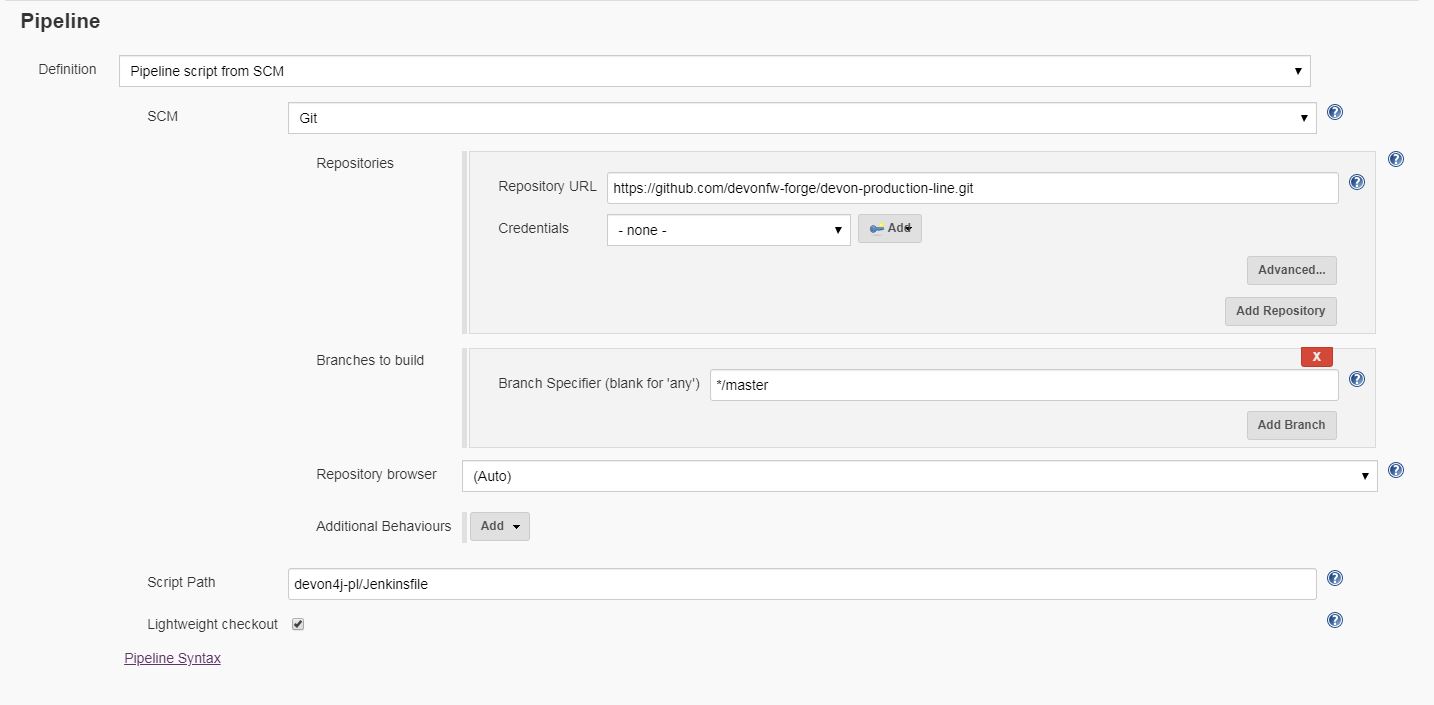 Pipeline
Definition Pipeline script from SCM
SCM Git
Repositories
Repository URL https://github.com/devonfw-forge/devon-production-line.git
Credentials - none - Add
Advanced...
Add Repository
Branches to build X
Branch Specifier (blank for 'any') */master
Add Branch
Repository browser (Auto)
Additional Behaviours Add
Script Path devon4j-pl/Jenkinsfile
Lightweight checkout
Pipeline Syntax